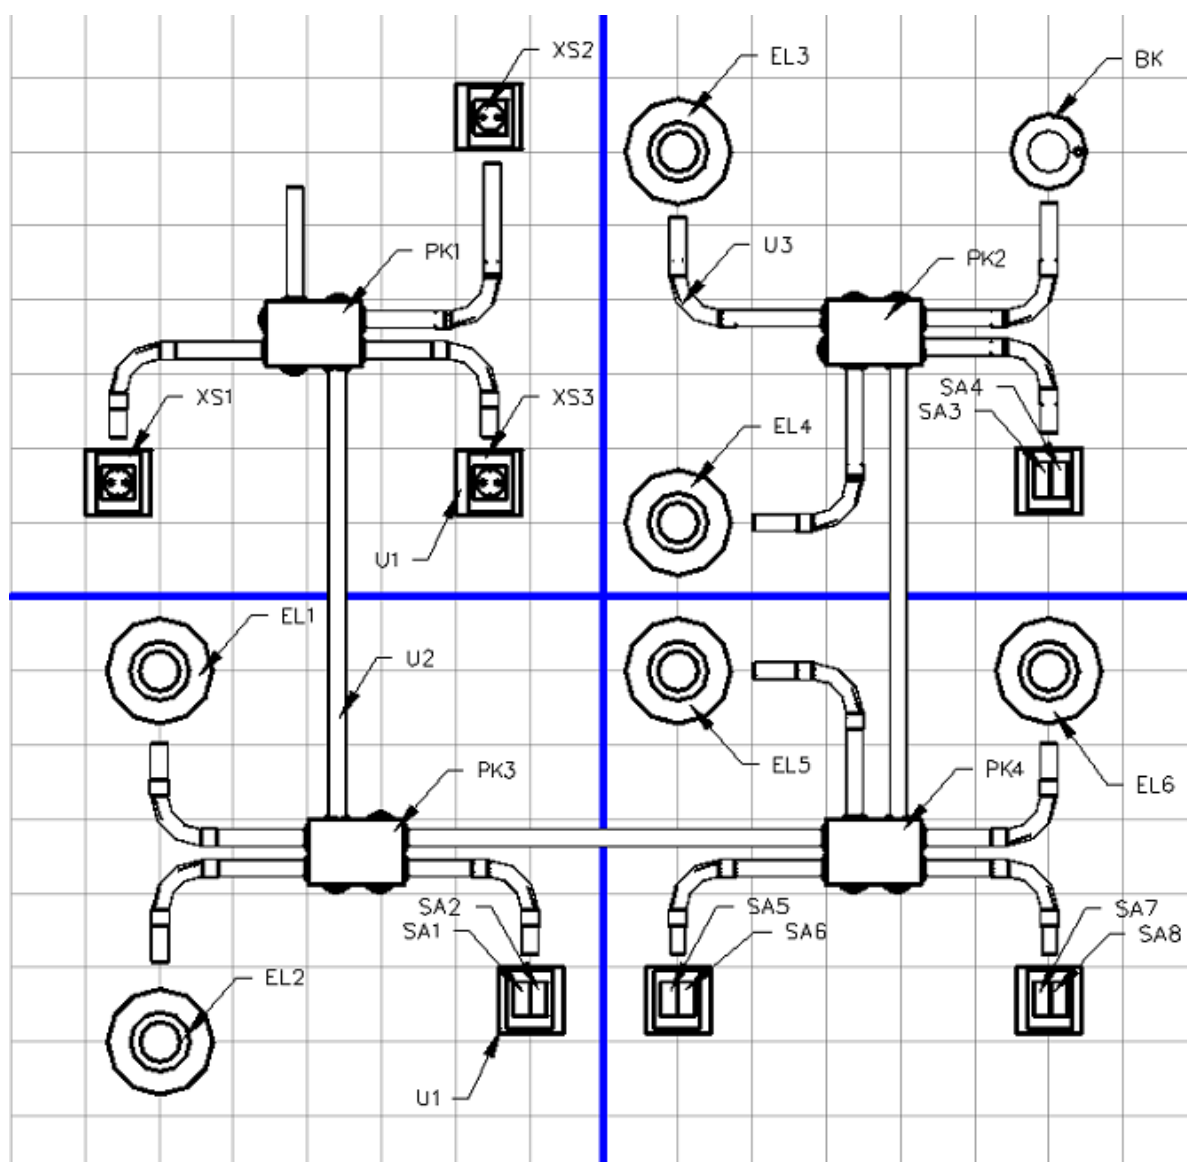 XS2
EL3
BK
U3
PK1
PK2
SA4
XS1
XS3
SA3
EL4
U1
EL1
U2
PK3
EL5
PK4
EL6
SA2
SA5
SA7
SA1
SA6
SA8
EL2
U1